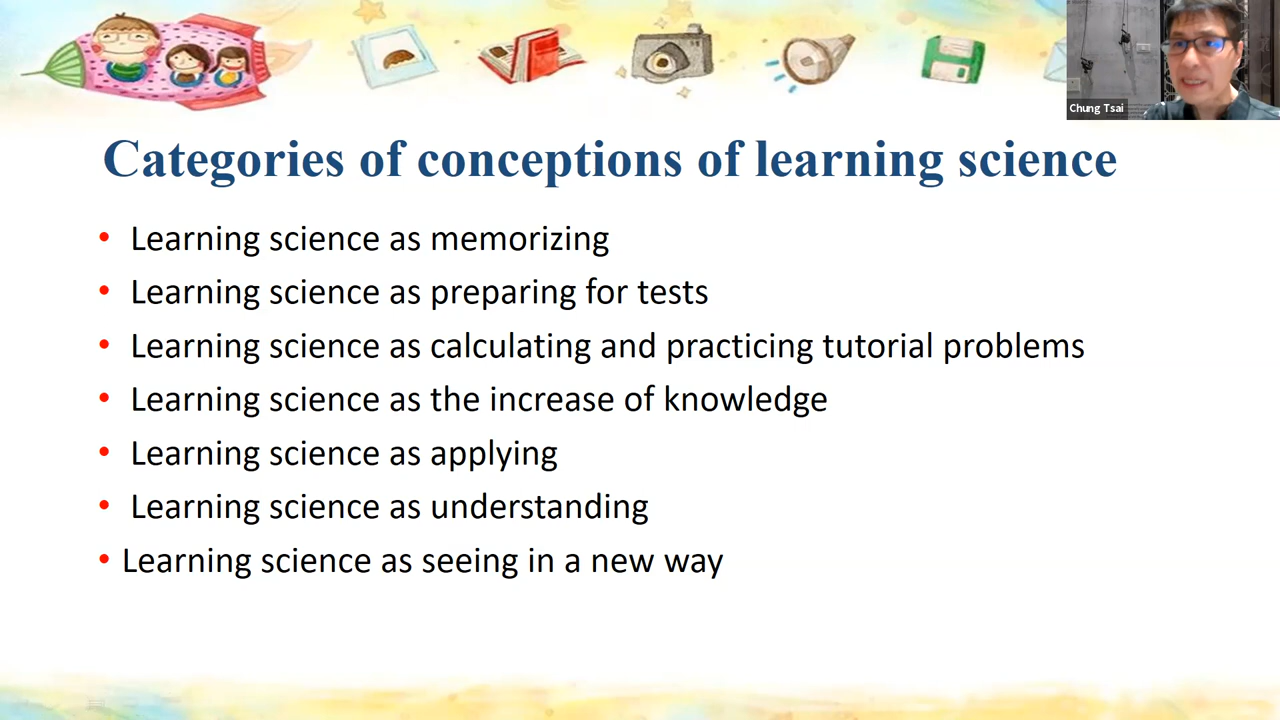 Chung Tsai
Categories of conceptions of learning science
• Learning science as memorizing
• Learning science as preparing for tests
• Learning science as calculating and practicing tutorial problems
• Learning science as the increase of knowledge
• Learning science as applying
• Learning science as understanding
• Learning science as seeing in a new way